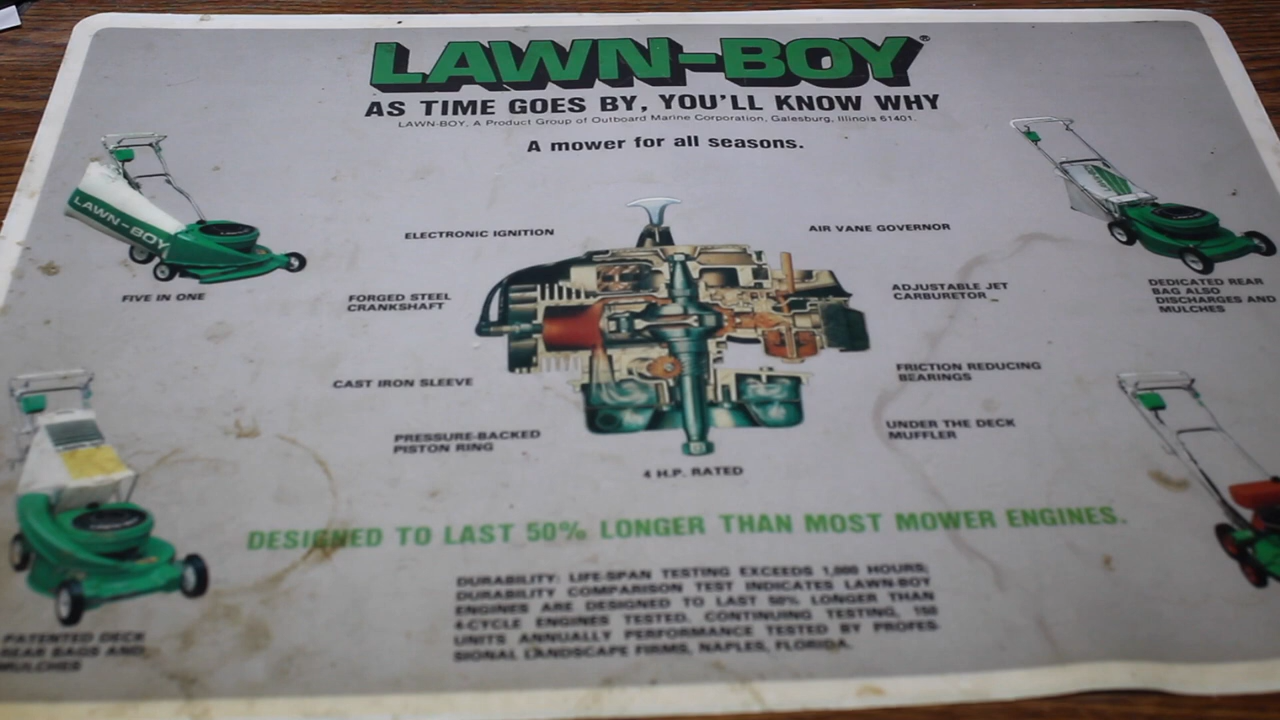 LAWN-BOY®
AS TIME GOES BY, YOU'LL KNOW WHY
LAWN-BOY, A Product Group of Outboard Marine Corporation, Galesburg, Illinois 61401.
A mower for all seasons.
LAWN-BOY
FIVE IN ONE
ELECTRONIC IGNITION
AIR VANE GOVERNOR
FORGED STEEL
CRANKSHAFT
ADJUSTABLE JET
CARBURETOR
DEDICATED REAR
BAG ALSO
DISCHARGES AND
MULCHES
CAST IRON SLEEVE
FRICTION REDUCING
BEARINGS
PRESSURE-BACKED
PISTON RING
UNDER THE DECK
MUFFLER
4 H.P. RATED
DESIGNED TO LAST 50% LONGER THAN MOST MOWER ENGINES.
DURABILITY: LIFE-SPAN TESTING EXCEEDS 1,000 HOURS;
DURABILITY COMPARISON TEST INDICATES LAWN-BOY
ENGINES ARE DESIGNED TO LAST 50% LONGER THAN
4-CYCLE ENGINES TESTED. CONTINUING TESTING, 150
UNITS ANNUALLY PERFORMANCE TESTED BY PROFES-
SIONAL LANDSCAPE FIRMS, NAPLES, FLORIDA.
PATENTED DECK
REAR BAGS AND
MULCHES